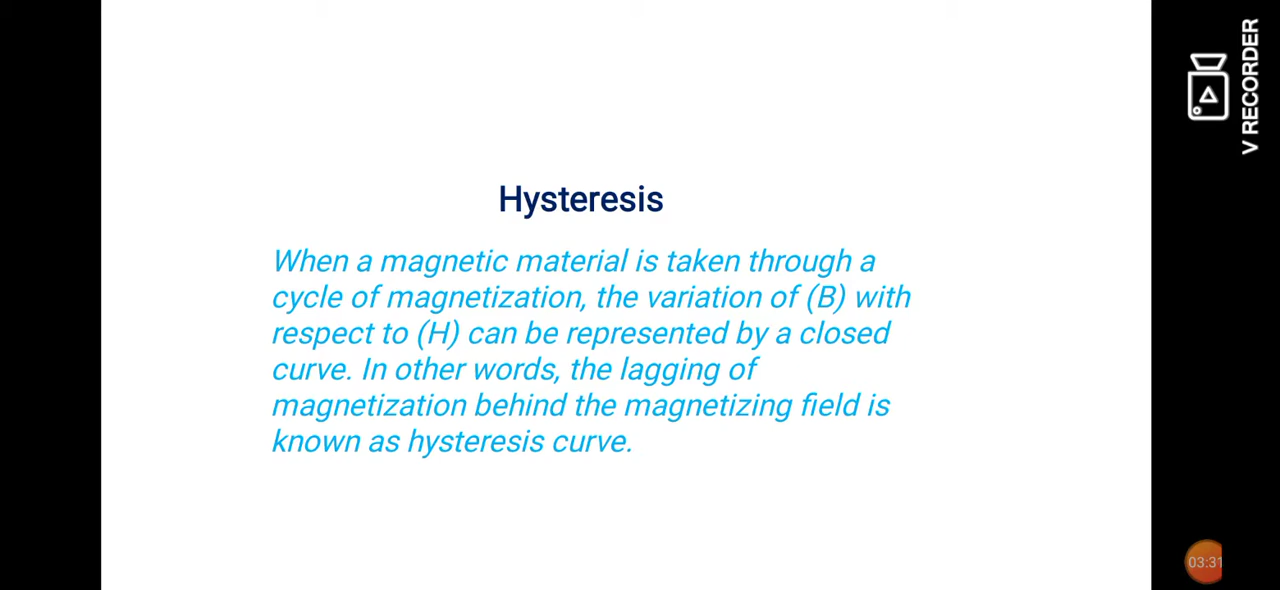 Hysteresis
When a magnetic material is taken through a
cycle of magnetization, the variation of (B) with
respect to (H) can be represented by a closed
curve. In other words, the lagging of
magnetization behind the magnetizing field is
known as hysteresis curve.
V RECORDER
03:31